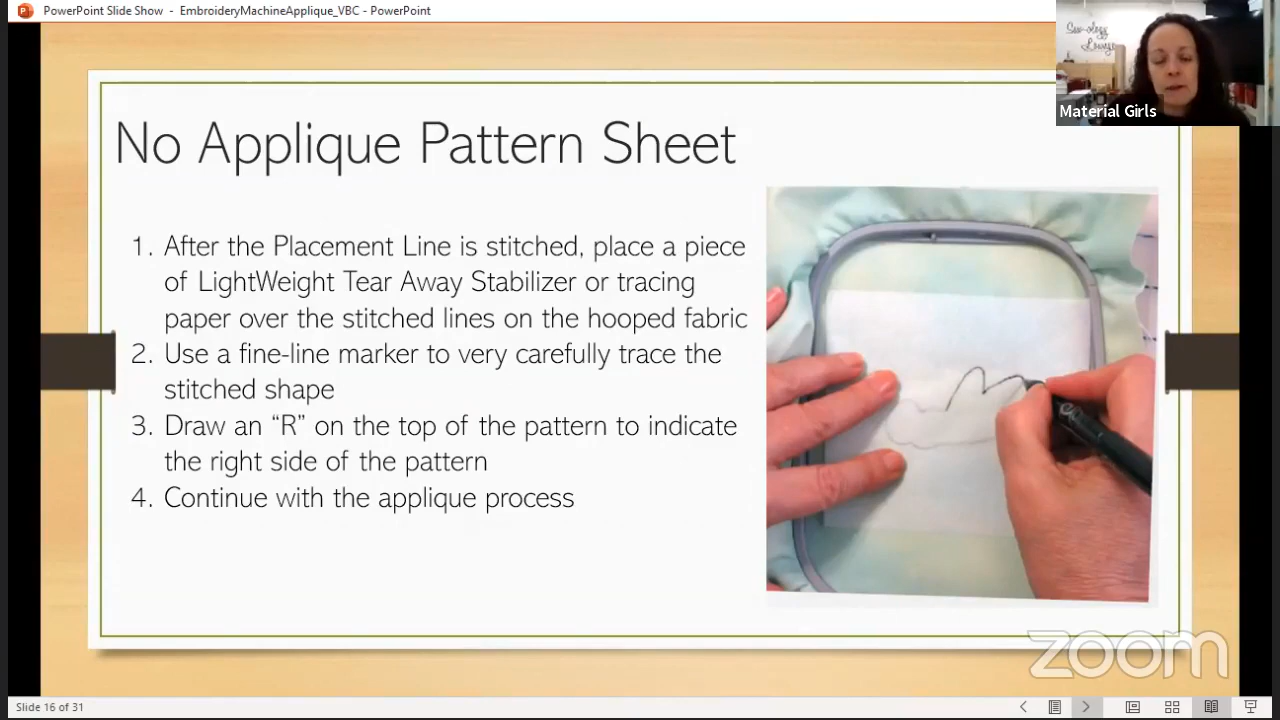 PowerPoint Slide Show - EmbroideryMachineApplique_VBC - PowerPoint
Sew-ology
Lounge
Material Girls
No Applique Pattern Sheet
1. After the Placement Line is stitched, place a piece
of LightWeight Tear Away Stabilizer or tracing
paper over the stitched lines on the hooped fabric
2. Use a fine-line marker to very carefully trace the
stitched shape
3. Draw an “R” on the top of the pattern to indicate
the right side of the pattern
4. Continue with the applique process
zoom
Slide 16 of 31